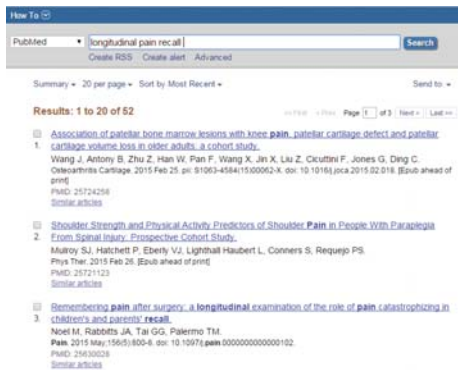 How To
PubMed longitudinal pain recall Search
Create RSS Create alert Advanced
Summary 20 per page Sort by Most Recent Send to:
Results: 1 to 20 of 52 << First < Prev Page 1 of 3 Next > Last >>
Association of patellar bone marrow lesions with knee pain, patellar cartilage defect and patellar
1. cartilage volume loss in older adults: a cohort study.
Wang J, Antony B, Zhu Z, Han W, Pan F, Wang X, Jin X, Liu Z, Cicuttini F, Jones G, Ding C.
Osteoarthritis Cartilage. 2015 Feb 25. pii: S1063-4584(15)00062-X. doi: 10.1016/j.joca.2015.02.018. [Epub ahead of
print]
PMID: 25724256
Similar articles
Shoulder Strength and Physical Activity Predictors of Shoulder Pain in People With Paraplegia
2. From Spinal Injury: Prospective Cohort Study.
Mulroy SJ, Hatchett P, Eberly VJ, Lighthall Haubert L, Conners S, Requejo PS.
Phys Ther. 2015 Feb 26. [Epub ahead of print]
PMID: 25721123
Similar articles
Remembering pain after surgery: a longitudinal examination of the role of pain catastrophizing in
3. children's and parents' recall.
Noel M, Rabbitts JA, Tai GG, Palermo TM.
Pain. 2015 May;156(5):800-8. doi: 10.1097/j.pain.0000000000000102.
PMID: 25630028
Similar articles